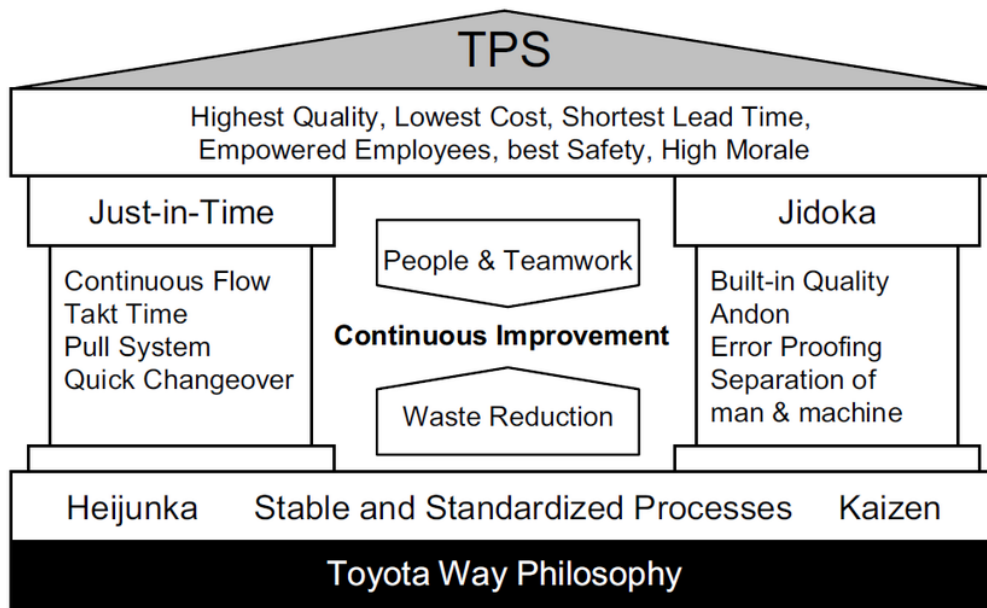 TPS
Highest Quality, Lowest Cost, Shortest Lead Time,
Empowered Employees, best Safety, High Morale
Just-in-Time
Continuous Flow
Takt Time
Pull System
Quick Changeover
People & Teamwork
Continuous Improvement
Waste Reduction
Jidoka
Built-in Quality
Andon
Error Proofing
Separation of
man & machine
Heijunka Stable and Standardized Processes Kaizen
Toyota Way Philosophy